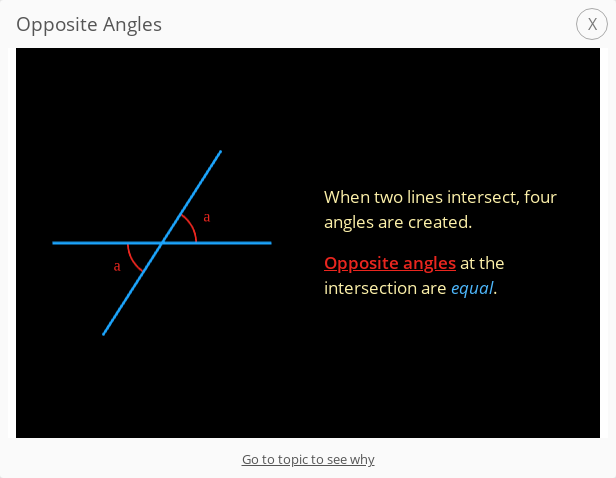 Opposite Angles
X
a
a
When two lines intersect, four
angles are created.
Opposite angles at the
intersection are equal.
Go to topic to see why